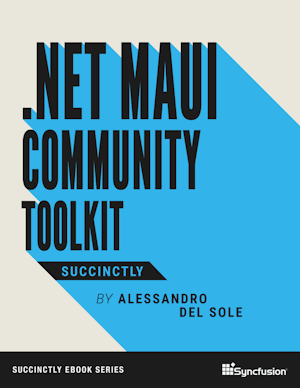 .NET MAUI
COMMUNITY
TOOLKIT
SUCCINCTLY
BY ALESSANDRO
DEL SOLE
SUCCINCTLY EBOOK SERIES
Syncfusion